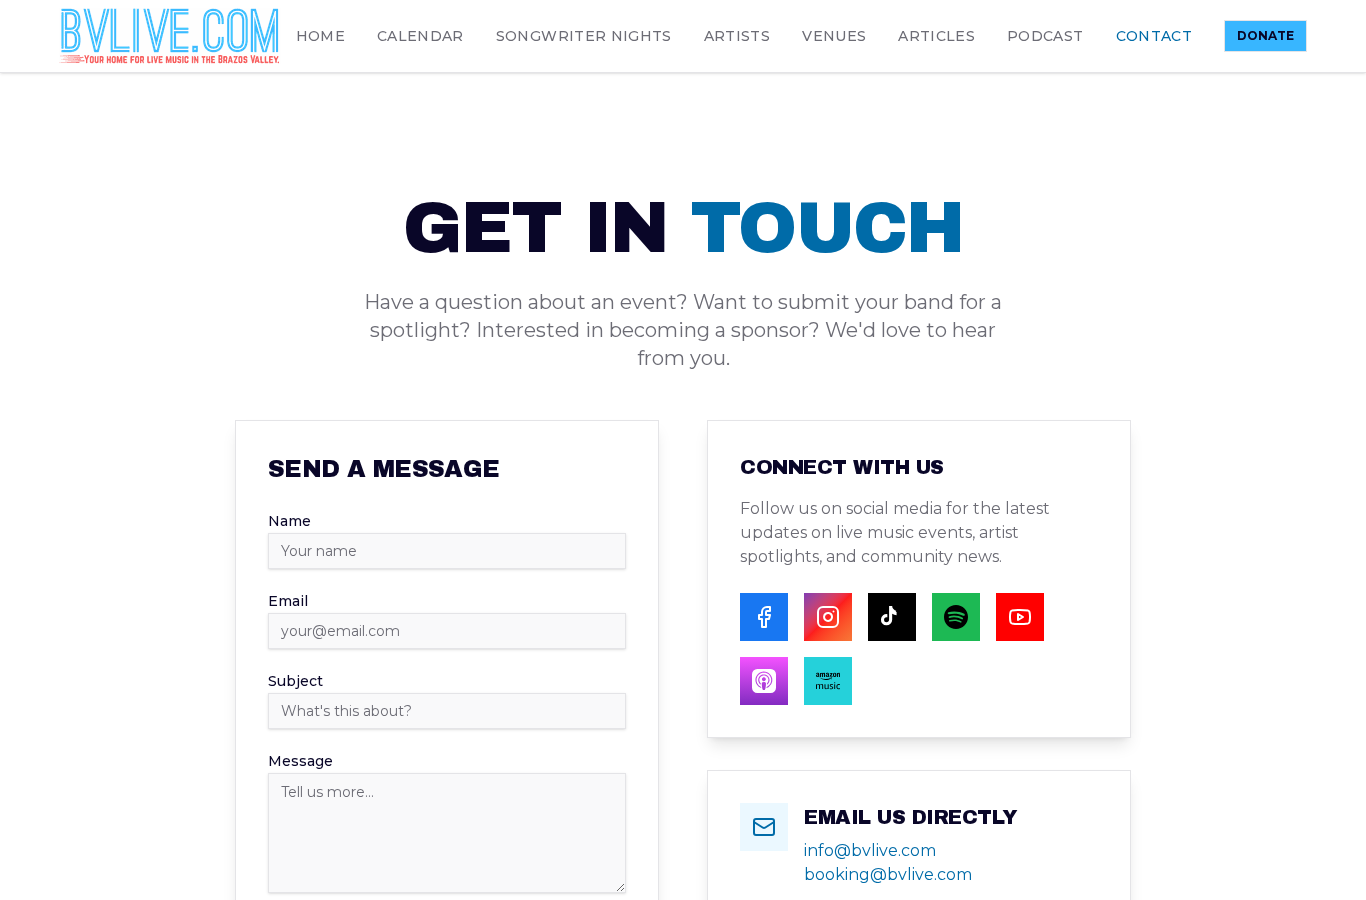 BVLIVE.COM
Your home for live music in the Brazos Valley.
HOME
CALENDAR
SONGWRITER NIGHTS
ARTISTS
VENUES
ARTICLES
PODCAST
CONTACT
DONATE
GET IN TOUCH
Have a question about an event? Want to submit your band for a
spotlight? Interested in becoming a sponsor? We'd love to hear
from you.
SEND A MESSAGE
Name
Your name
Email
your@email.com
Subject
What's this about?
Message
Tell us more...
CONNECT WITH US
Follow us on social media for the latest
updates on live music events, artist
spotlights, and community news.
amazon
music
EMAIL US DIRECTLY
info@bvlive.com
booking@bvlive.com